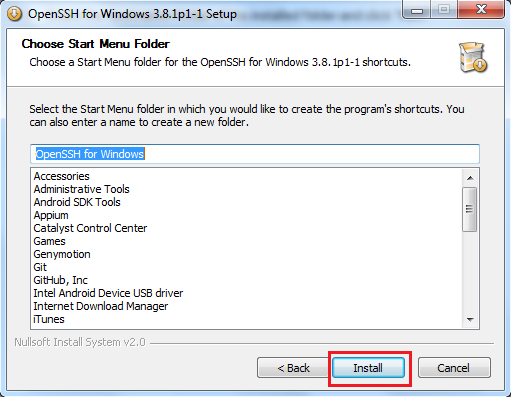 OpenSSH for Windows 3.8.1p1-1 Setup
Choose Start Menu Folder
Choose a Start Menu folder for the OpenSSH for Windows 3.8.1p1-1 shortcuts.
Select the Start Menu folder in which you would like to create the program's shortcuts. You
can also enter a name to create a new folder.
OpenSSH for Windows
Accessories
Administrative Tools
Android SDK Tools
Appium
Catalyst Control Center
Games
Genymotion
Git
GitHub, Inc
Intel Android Device USB driver
Internet Download Manager
iTunes
Nullsoft Install System v2.0
< Back Install Cancel